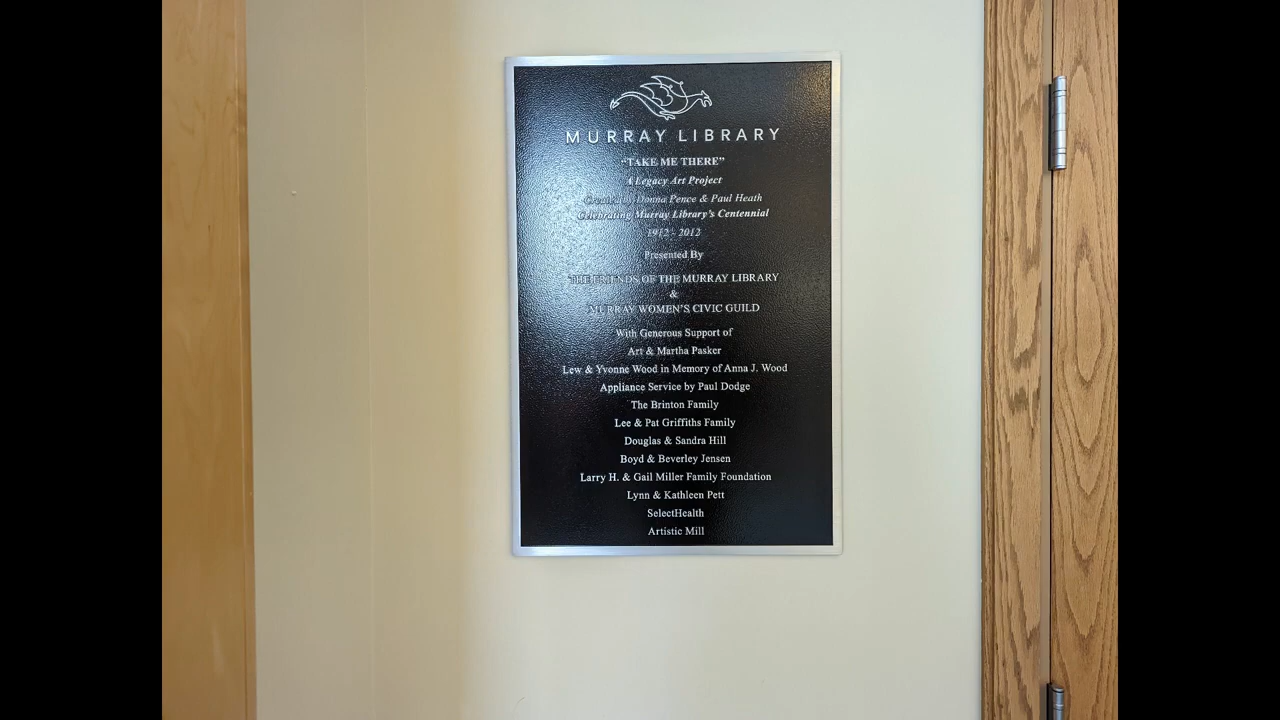 MURRAY LIBRARY
"TAKE ME THERE"
A Legacy Art Project
Created by Donna Pence & Paul Heath
Celebrating Murray Library's Centennial
1912 - 2012
Presented By
THE FRIENDS OF THE MURRAY LIBRARY
&
MURRAY WOMEN'S CIVIC GUILD
With Generous Support of
Art & Martha Pasker
Lew & Yvonne Wood in Memory of Anna J. Wood
Appliance Service by Paul Dodge
The Brinton Family
Lee & Pat Griffiths Family
Douglas & Sandra Hill
Boyd & Beverley Jensen
Larry H. & Gail Miller Family Foundation
Lynn & Kathleen Pett
SelectHealth
Artistic Mill